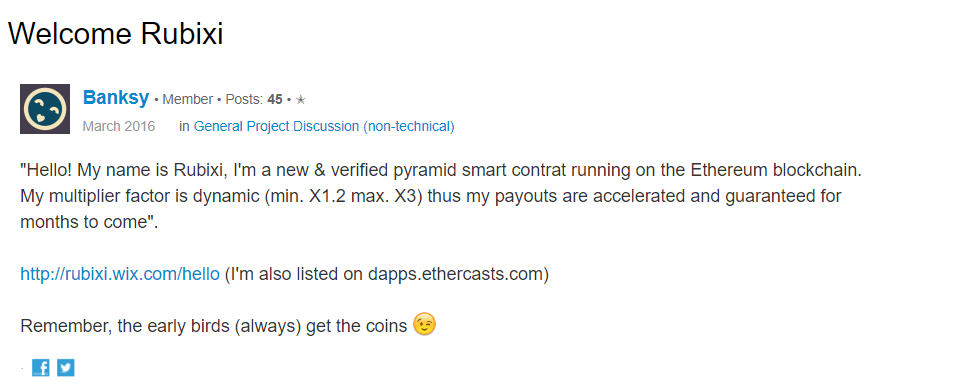 Welcome Rubixi
Banksy • Member • Posts: 45 • ★
March 2016 in General Project Discussion (non-technical)
"Hello! My name is Rubixi, I'm a new & verified pyramid smart contrat running on the Ethereum blockchain.
My multiplier factor is dynamic (min. X1.2 max. X3) thus my payouts are accelerated and guaranteed for
months to come".
http://rubixi.wix.com/hello (I'm also listed on dapps.ethercasts.com)
Remember, the early birds (always) get the coins 😉